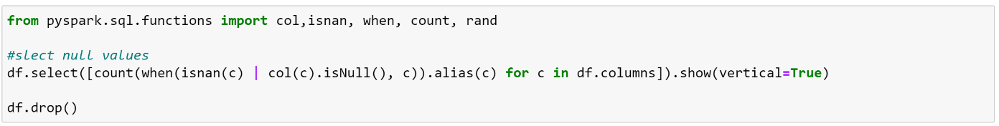 from pyspark.sql.functions import col,isnan, when, count, rand
#slect null values
df.select([count(when(isnan(c) | col(c).isNull(), c)).alias(c) for c in df.columns]).show(vertical=True)
df.drop()